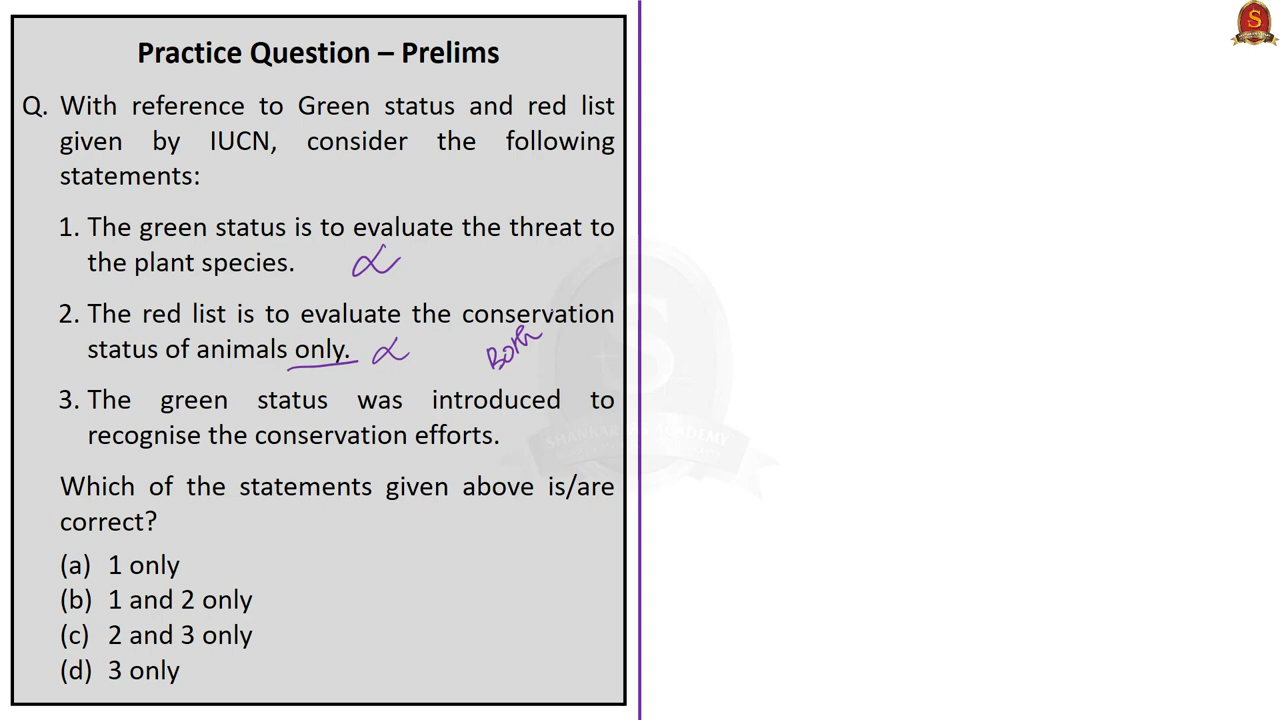 Practice Question – Prelims
Q. With reference to Green status and red list
given by IUCN, consider the following
statements:
1. The green status is to evaluate the threat to
the plant species.
2. The red list is to evaluate the conservation
status of animals only.
Both
3. The green status was introduced to
recognise the conservation efforts.
Which of the statements given above is/are
correct?
(a) 1 only
(b) 1 and 2 only
(c) 2 and 3 only
(d) 3 only
S
S
SHANKAR IAS ACADEMY